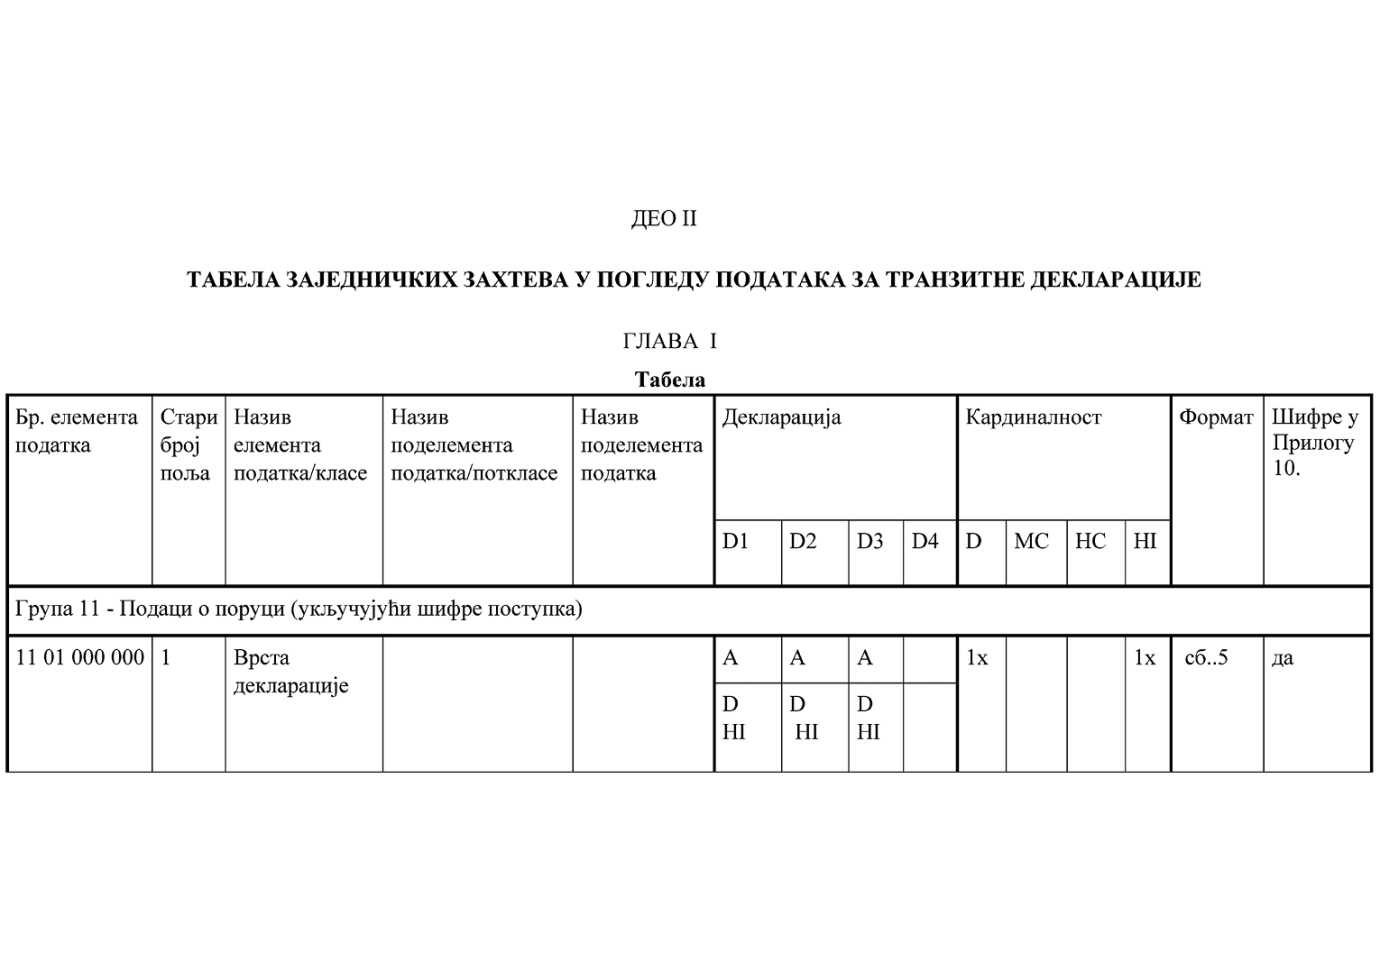 ДЕО II
ТАБЕЛА ЗАЈЕДНИЧКИХ ЗАХТЕВА У ПОГЛЕДУ ПОДАТАКА ЗА ТРАНЗИТНЕ ДЕКЛАРАЦИЈЕ
ГЛАВА I
Табела
Бр. елемента
податка
Стари
број
поља
Назив
елемента
податка/класе
Назив
поделемента
податка/поткласе
Назив
поделемента
податка
Декларација
Кардиналност
Формат
Шифре у
Прилогу
10.
D1 D2 D3 D4 D MC HC HI
Група 11 - Подаци о поруци (укључујући шифре поступка)
11 01 000 000
1
Врста
декларације
A A A
D D D
HI HI HI
1x
1x
сб..5
да